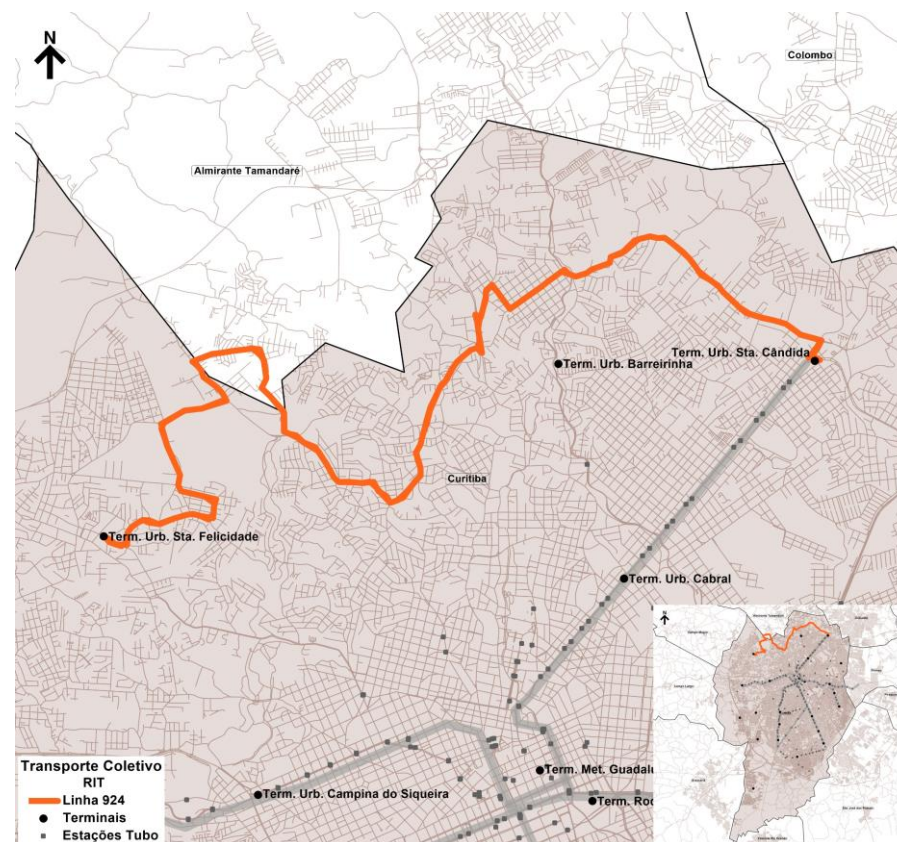 N
Colombo
Almirante Tamandaré
Term. Urb. Sta. Cândida
Term. Urb. Barreirinha
Curitiba
Term. Urb. Sta. Felicidade
Term. Urb. Cabral
N
Term. Met. Guadalu
Term. Urb. Campina do Siqueira
Term. Rod
Transporte Coletivo
RIT
Linha 924
Terminais
Estações Tubo